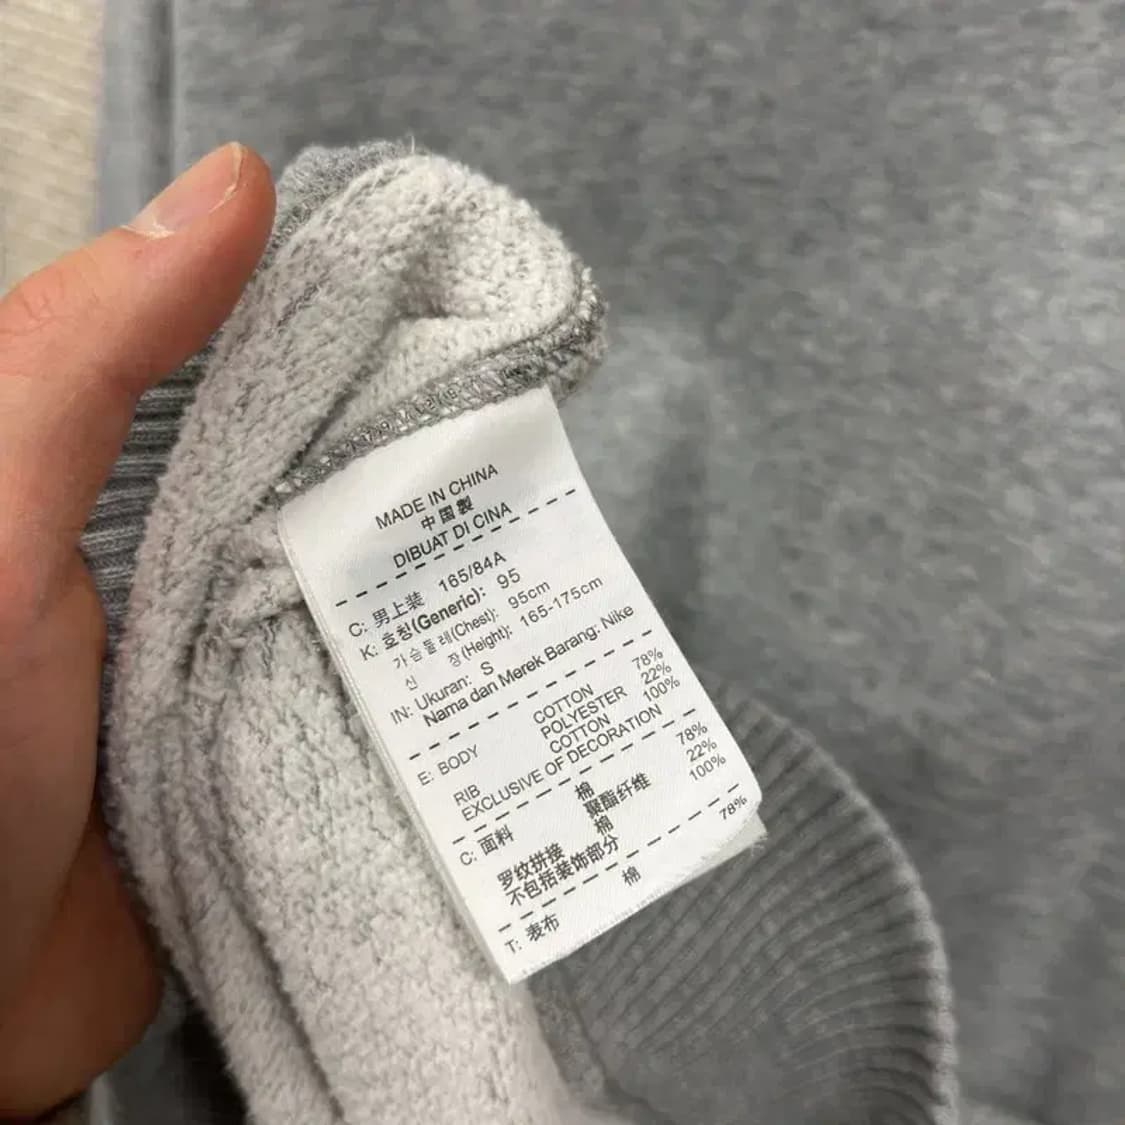 MADE IN CHINA
中国製
DIBUAT DI CINA
C: 男上装 165/84A
K: 호칭(Generic): 95
가슴둘레(Chest): 95cm
신 장(Height): 165-175cm
IN: Ukuran: S
Nama dan Merek Barang: Nike
E: BODY COTTON 78%
POLYESTER 22%
RIB COTTON 100%
EXCLUSIVE OF DECORATION
C: 面料 棉 78%
聚酯纤维 22%
罗纹拼接 棉 100%
不包括装饰部分
T: 表布 棉 78%